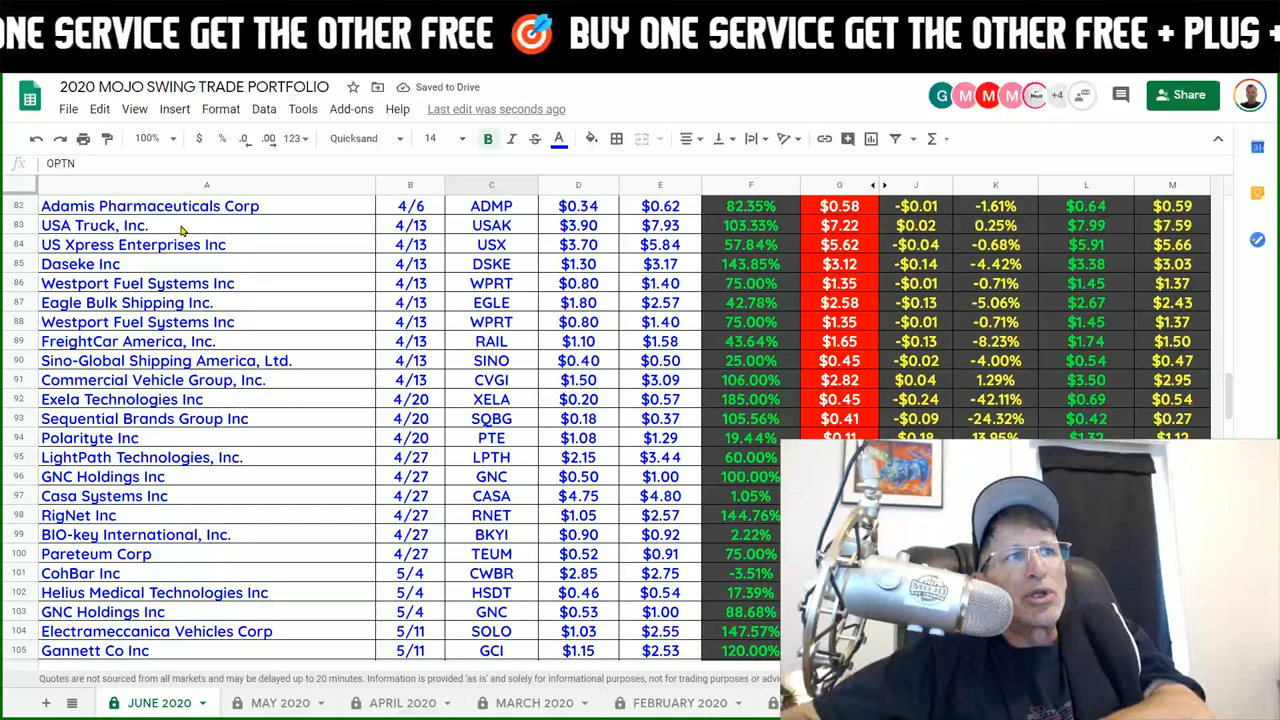 ONE SERVICE GET THE OTHER FREE 🎯 BUY ONE SERVICE GET THE OTHER FREE + PLUS +
2020 MOJO SWING TRADE PORTFOLIO Saved to Drive
File Edit View Insert Format Data Tools Add-ons Help Last edit was seconds ago
G M M M +4 Share
100% $ % .0 .00 123 Quicksand 14 B I S A
fx OPTN
A B C D E F G J K L M
82 Adamis Pharmaceuticals Corp 4/6 ADMP $0.34 $0.62 82.35% $0.58 -$0.01 -1.61% $0.64 $0.59
83 USA Truck, Inc. 4/13 USAK $3.90 $7.93 103.33% $7.22 $0.02 0.25% $7.99 $7.59
84 US Xpress Enterprises Inc 4/13 USX $3.70 $5.84 57.84% $5.62 -$0.04 -0.68% $5.91 $5.66
85 Daseke Inc 4/13 DSKE $1.30 $3.17 143.85% $3.12 -$0.14 -4.42% $3.38 $3.03
86 Westport Fuel Systems Inc 4/13 WPRT $0.80 $1.40 75.00% $1.35 -$0.01 -0.71% $1.45 $1.37
87 Eagle Bulk Shipping Inc. 4/13 EGLE $1.80 $2.57 42.78% $2.58 -$0.13 -5.06% $2.67 $2.43
88 Westport Fuel Systems Inc 4/13 WPRT $0.80 $1.40 75.00% $1.35 -$0.01 -0.71% $1.45 $1.37
89 FreightCar America, Inc. 4/13 RAIL $1.10 $1.58 43.64% $1.65 -$0.13 -8.23% $1.74 $1.50
90 Sino-Global Shipping America, Ltd. 4/13 SINO $0.40 $0.50 25.00% $0.45 -$0.02 -4.00% $0.54 $0.47
91 Commercial Vehicle Group, Inc. 4/13 CVGI $1.50 $3.09 106.00% $2.82 $0.04 1.29% $3.50 $2.95
92 Exela Technologies Inc 4/20 XELA $0.20 $0.57 185.00% $0.45 -$0.24 -42.11% $0.69 $0.54
93 Sequential Brands Group Inc 4/20 SQBG $0.18 $0.37 105.56% $0.41 -$0.09 -24.32% $0.42 $0.27
94 Polarityte Inc 4/20 PTE $1.08 $1.29 19.44%
95 LightPath Technologies, Inc. 4/27 LPTH $2.15 $3.44 60.00%
96 GNC Holdings Inc 4/27 GNC $0.50 $1.00 100.00%
97 Casa Systems Inc 4/27 CASA $4.75 $4.80 1.05%
98 RigNet Inc 4/27 RNET $1.05 $2.57 144.76%
99 BIO-key International, Inc. 4/27 BKYI $0.90 $0.92 2.22%
100 Pareteum Corp 4/27 TEUM $0.52 $0.91 75.00%
101 CohBar Inc 5/4 CWBR $2.85 $2.75 -3.51%
102 Helius Medical Technologies Inc 5/4 HSDT $0.46 $0.54 17.39%
103 GNC Holdings Inc 5/4 GNC $0.53 $1.00 88.68%
104 Electrameccanica Vehicles Corp 5/11 SOLO $1.03 $2.55 147.57%
105 Gannett Co Inc 5/11 GCI $1.15 $2.53 120.00%
MOJO
Quotes are not sourced from all markets and may be delayed up to 20 minutes. Information is provided 'as is' and solely for informational purposes, not for trading purposes or
JUNE 2020 MAY 2020 APRIL 2020 MARCH 2020 FEBRUARY 2020